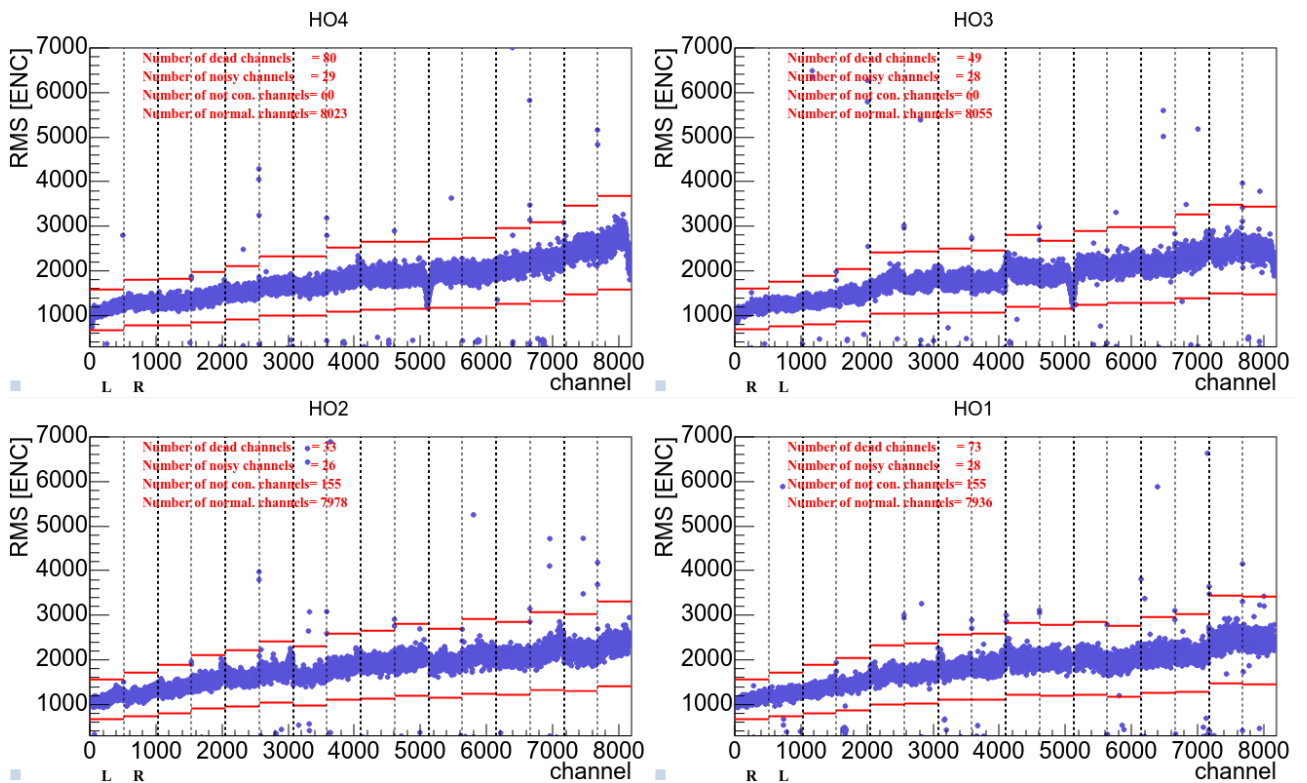 HO4
RMS [ENC]
7000
6000
5000
4000
3000
2000
1000
Number of dead channels = 80
Number of noisy channels = 29
Number of not con. channels= 60
Number of normal. channels= 8023
0 1000 2000 3000 4000 5000 6000 7000 8000
channel
L R
HO3
RMS [ENC]
7000
6000
5000
4000
3000
2000
1000
Number of dead channels = 49
Number of noisy channels = 28
Number of not con. channels= 60
Number of normal. channels= 8055
0 1000 2000 3000 4000 5000 6000 7000 8000
channel
R L
HO2
RMS [ENC]
7000
6000
5000
4000
3000
2000
1000
Number of dead channels = 33
Number of noisy channels = 26
Number of not con. channels= 155
Number of normal. channels= 7978
0 1000 2000 3000 4000 5000 6000 7000 8000
channel
L R
HO1
RMS [ENC]
7000
6000
5000
4000
3000
2000
1000
Number of dead channels = 73
Number of noisy channels = 28
Number of not con. channels= 155
Number of normal. channels= 7936
0 1000 2000 3000 4000 5000 6000 7000 8000
channel
R L